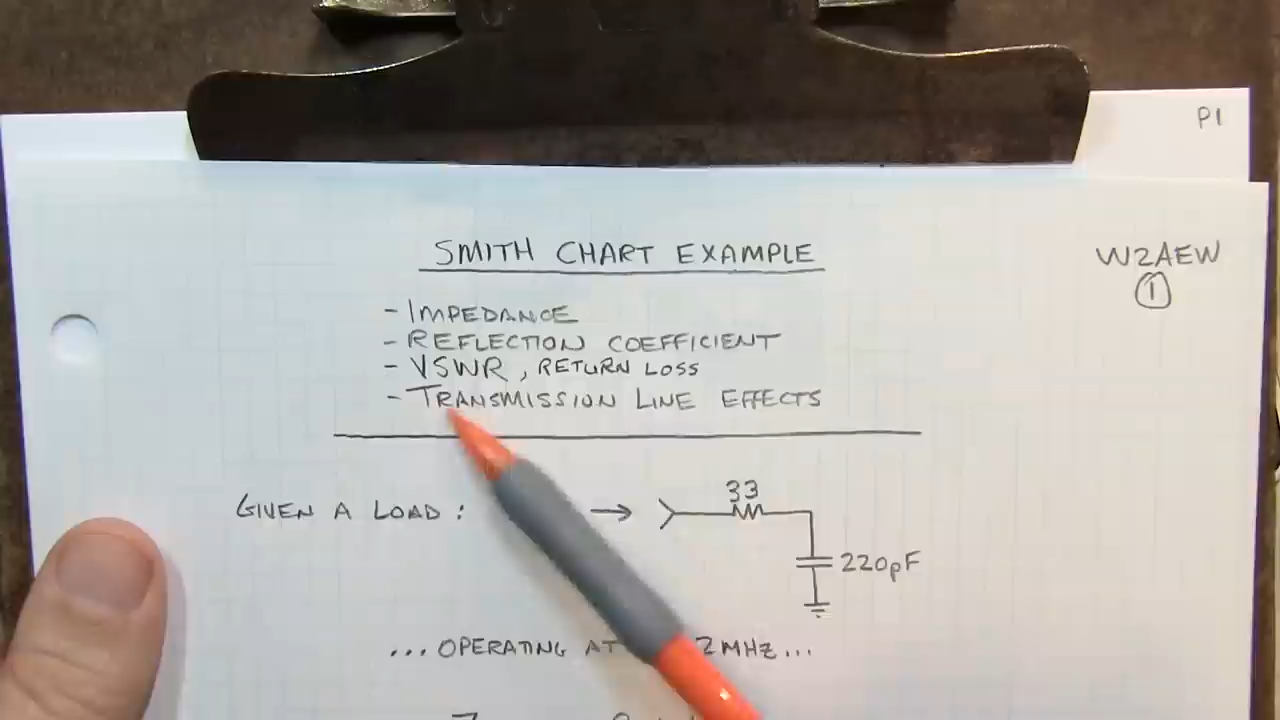 P1
SMITH CHART EXAMPLE
W2AEW
1
- IMPEDANCE
- REFLECTION COEFFICIENT
- VSWR, RETURN LOSS
- TRANSMISSION LINE EFFECTS
GIVEN A LOAD:
33
220pF
...OPERATING AT 2MHZ...